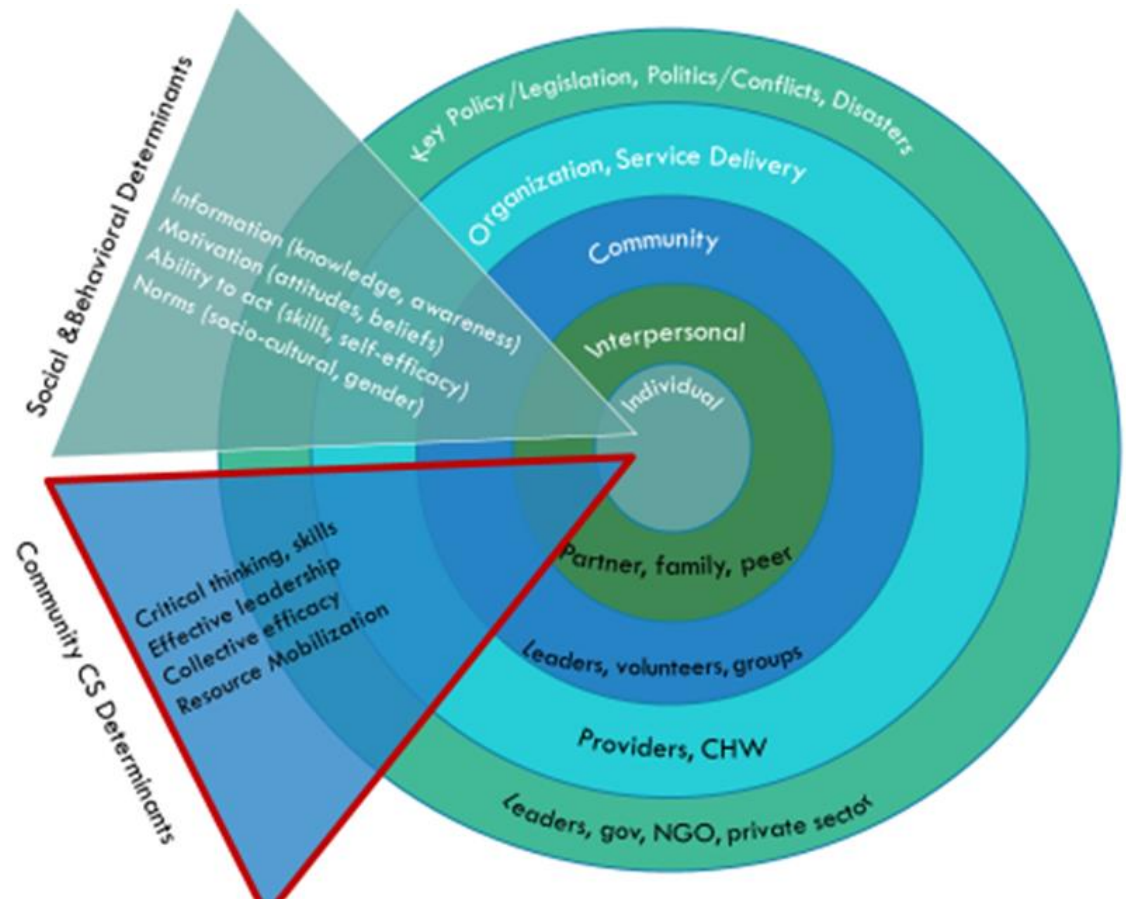 Social &Behavioral Determinants
Information (knowledge, awareness)
Motivation (attitudes, beliefs)
Ability to act (skills, self-efficacy)
Norms (socio-cultural, gender)
Key Policy/Legislation, Politics/Conflicts, Disasters
Organization, Service Delivery
Community
Interpersonal
Individual
Partner, family, peer
Leaders, volunteers, groups
Providers, CHW
Leaders, gov, NGO, private sector
Community CS Determinants
Critical thinking, skills
Effective leadership
Collective efficacy
Resource Mobilization